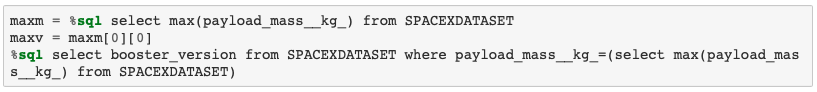 maxm = %sql select max(payload_mass__kg_) from SPACEXDATASET
maxv = maxm[0][0]
%sql select booster_version from SPACEXDATASET where payload_mass__kg_=(select max(payload_mas
s__kg_) from SPACEXDATASET)